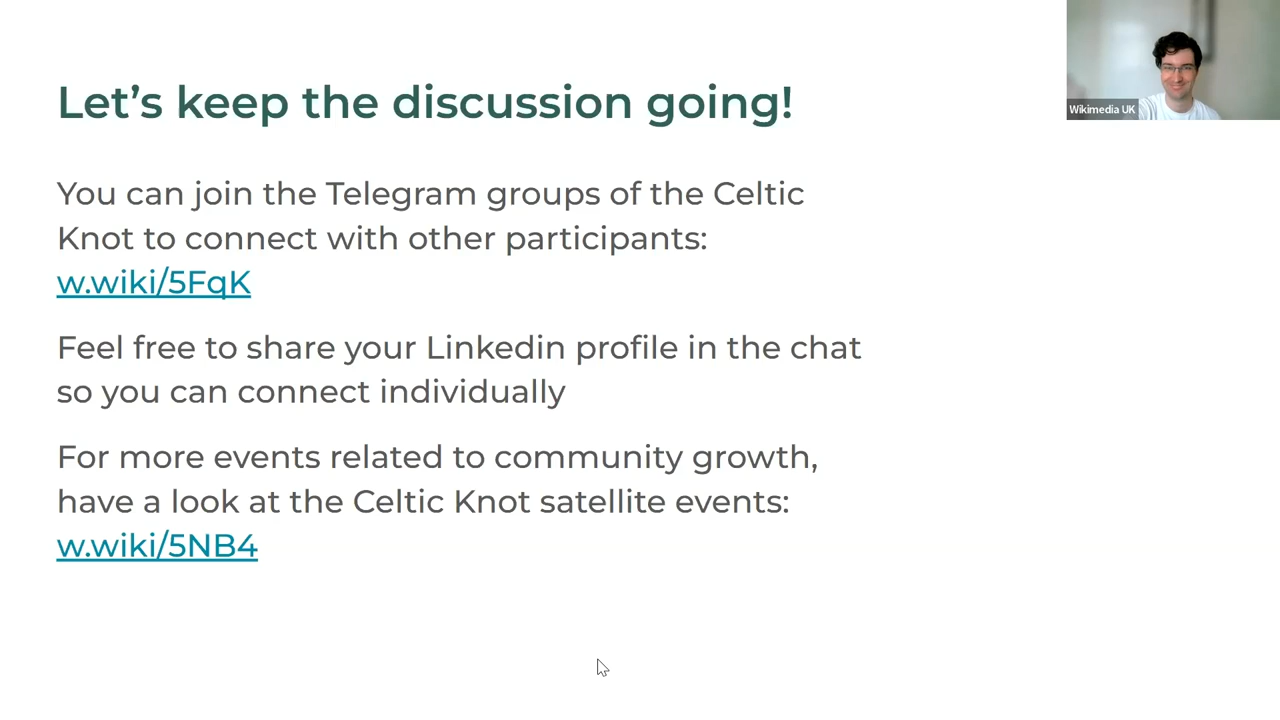 Let's keep the discussion going!
You can join the Telegram groups of the Celtic
Knot to connect with other participants:
w.wiki/5FqK
Feel free to share your Linkedin profile in the chat
so you can connect individually
For more events related to community growth,
have a look at the Celtic Knot satellite events:
w.wiki/5NB4
Wikimedia UK